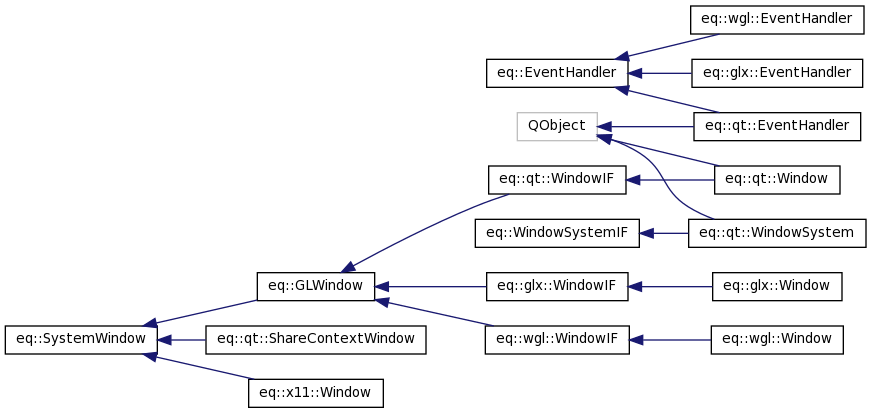 eq::wgl::EventHandler
eq::EventHandler
eq::glx::EventHandler
QObject
eq::qt::EventHandler
eq::qt::WindowIF
eq::qt::Window
eq::WindowSystemIF
eq::qt::WindowSystem
eq::GLWindow
eq::glx::WindowIF
eq::glx::Window
eq::SystemWindow
eq::qt::ShareContextWindow
eq::wgl::WindowIF
eq::wgl::Window
eq::x11::Window